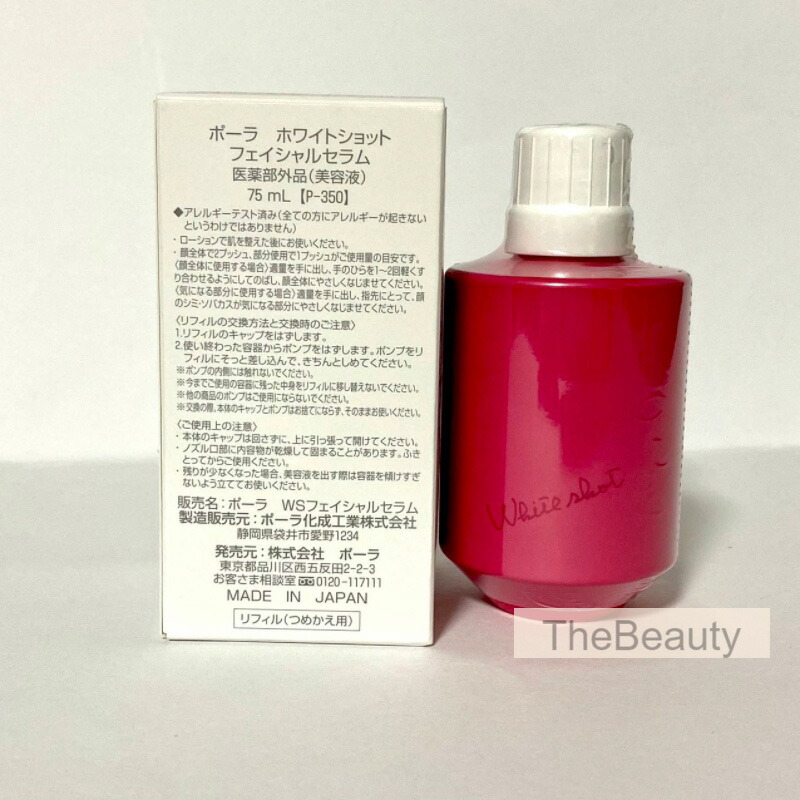 ポーラ ホワイトショット
フェイシャルセラム
医薬部外品(美容液)
75 mL【P-350】
◆アレルギーテスト済み(全ての方にアレルギーが起きない
というわけではありません)
・ローションで肌を整えた後にお使いください。
・顔全体で2プッシュ、部分使用で1プッシュがご使用量の目安です。
〈顔全体に使用する場合〉適量を手に出し、手のひらを1〜2回軽くす
り合わせるようにしてのばし、顔全体にやさしくなじませてください。
〈気になる部分に使用する場合〉適量を手に出し、指先にとって、顔
のシミ・ソバカスが気になる部分にやさしくなじませてください。
〈リフィルの交換方法と交換時のご注意〉
1.リフィルのキャップをはずします。
2.使い終わった容器からポンプをはずします。ポンプをリ
フィルにそっと差し込んで、きちんとしめてください。
※ポンプの内側には触れないでください。
※今までご使用の容器に残った中身をリフィルに移し替えないでください。
※他の商品のポンプはご使用にならないでください。
※交換の際、本体のキャップとポンプはお捨てにならず、そのままお使いください。
〈ご使用上の注意〉
・本体のキャップは回さずに、上に引っ張って開けてください。
・ノズル口部に内容物が乾燥して固まることがあります。ふき
とってからご使用ください。
・残りが少なくなった場合、美容液を出す際は容器を傾けすぎ
ないよう立ててお使いください。
販売名:ポーラ WSフェイシャルセラム
製造販売元:ポーラ化成工業株式会社
静岡県袋井市愛野1234
発売元:株式会社 ポーラ
東京都品川区西五反田2-2-3
お客さま相談室 0120-117111
MADE IN JAPAN
リフィル(つめかえ用)
White shot
TheBeauty